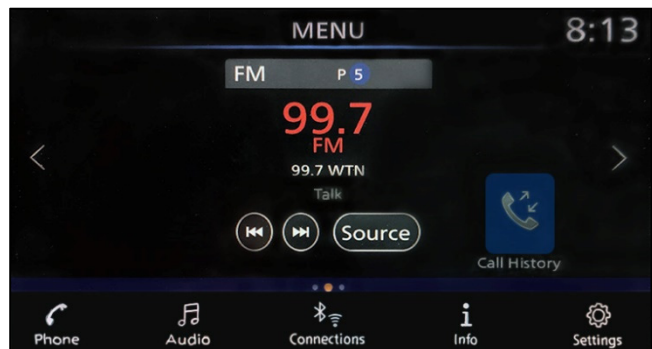 MENU
8:13
FM P 5
99.7
FM
99.7 WTN
Talk
Source
Call History
Phone Audio Connections Info Settings